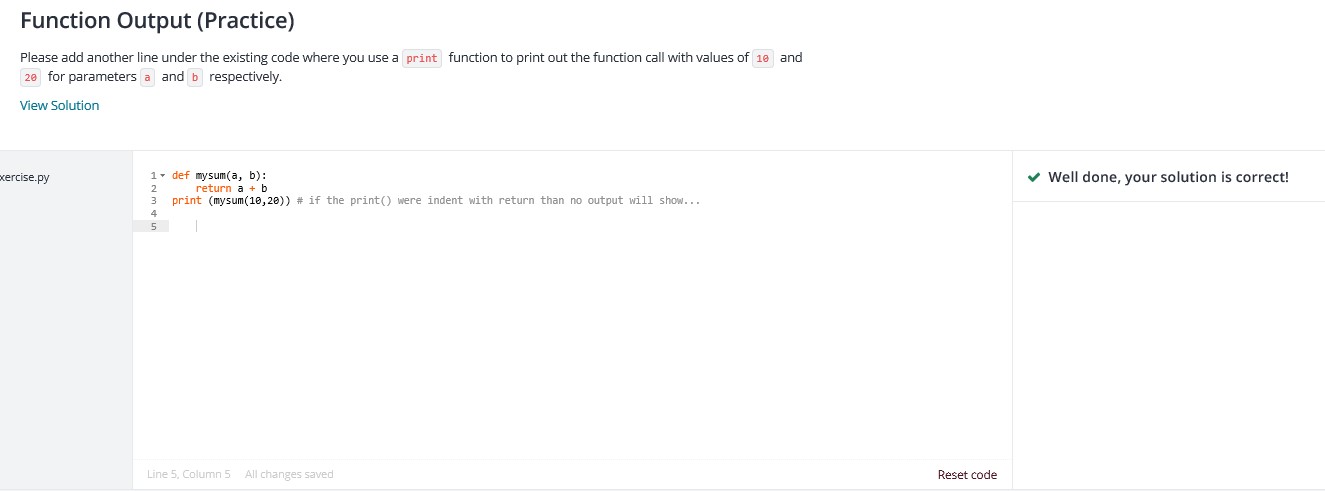 Function Output (Practice)
Please add another line under the existing code where you use a print function to print out the function call with values of 10 and
20 for parameters a and b respectively.
View Solution
xercise.py
1 def mysum(a, b):
2     return a + b
3 print (mysum(10,20)) # if the print() were indent with return than no output will show...
4
5
Well done, your solution is correct!
Line 5, Column 5 All changes saved
Reset code